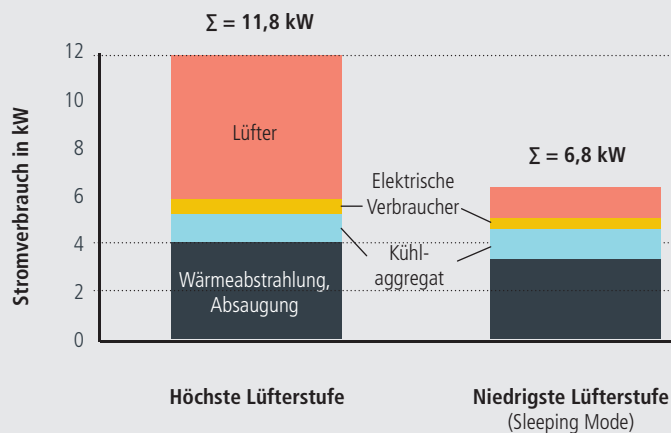 Σ = 11,8 kW
Stromverbrauch in kW
12
10
8
6
4
2
0
Lüfter
Wärmeabstrahlung,
Absaugung
Elektrische
Verbraucher
Kühl-
aggregat
Σ = 6,8 kW
Höchste Lüfterstufe
Niedrigste Lüfterstufe
(Sleeping Mode)